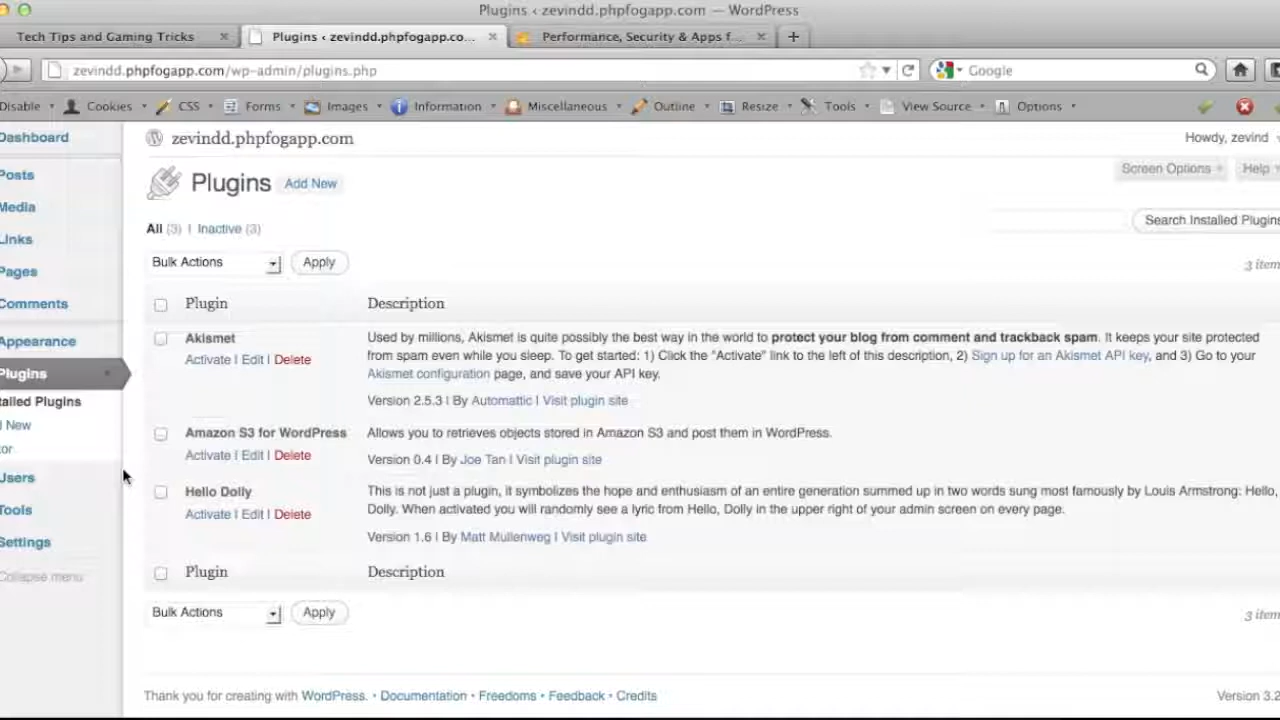 Plugins ‹ zevindd.phpfogapp.com — WordPress
Tech Tips and Gaming Tricks
Plugins ‹ zevindd.phpfogapp.co...
Performance, Security & Apps f...
zevindd.phpfogapp.com/wp-admin/plugins.php
Google
Disable
Cookies
CSS
Forms
Images
Information
Miscellaneous
Outline
Resize
Tools
View Source
Options
Dashboard
zevindd.phpfogapp.com
Howdy, zevind
Posts
Media
Links
Pages
Comments
Appearance
Plugins
talled Plugins
l New
tor
Users
Tools
Settings
Collapse menu
Plugins
Add New
Screen Options
Help
All (3) | Inactive (3)
Search Installed Plugins
Bulk Actions
Apply
3 item
Plugin
Description
Akismet
Activate | Edit | Delete
Used by millions, Akismet is quite possibly the best way in the world to protect your blog from comment and trackback spam. It keeps your site protected
from spam even while you sleep. To get started: 1) Click the "Activate" link to the left of this description, 2) Sign up for an Akismet API key, and 3) Go to your
Akismet configuration page, and save your API key.
Version 2.5.3 | By Automattic | Visit plugin site
Amazon S3 for WordPress
Activate | Edit | Delete
Allows you to retrieves objects stored in Amazon S3 and post them in WordPress.
Version 0.4 | By Joe Tan | Visit plugin site
Hello Dolly
Activate | Edit | Delete
This is not just a plugin, it symbolizes the hope and enthusiasm of an entire generation summed up in two words sung most famously by Louis Armstrong: Hello,
Dolly. When activated you will randomly see a lyric from Hello, Dolly in the upper right of your admin screen on every page.
Version 1.6 | By Matt Mullenweg | Visit plugin site
Plugin
Description
Bulk Actions
Apply
3 item
Thank you for creating with WordPress. • Documentation • Freedoms • Feedback • Credits
Version 3.2